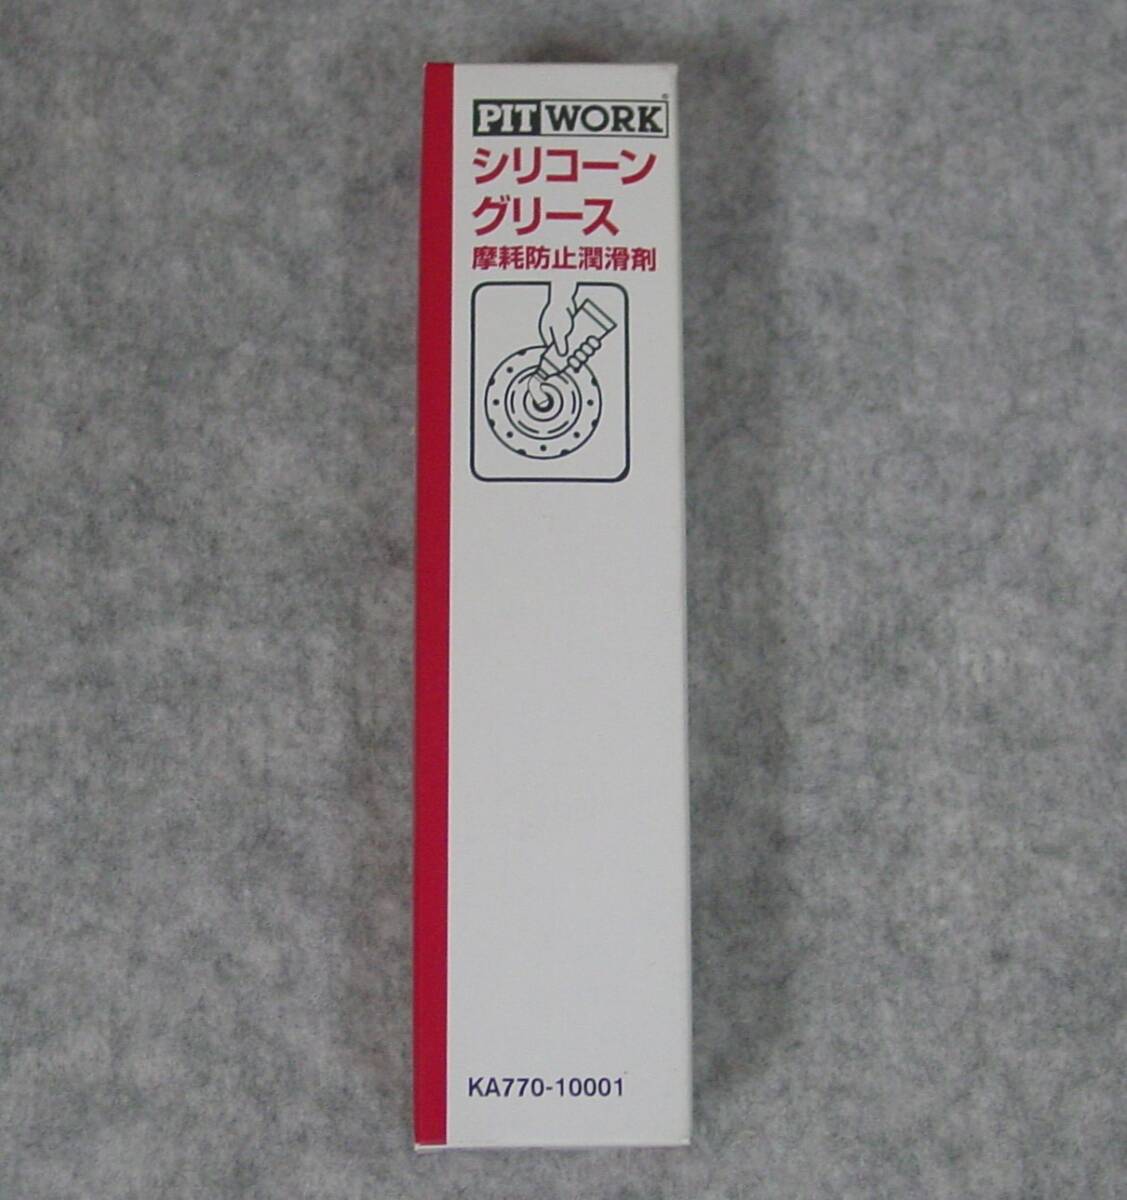 PIT WORK®
シリコーン
グリース
摩耗防止潤滑剤
KA770-10001